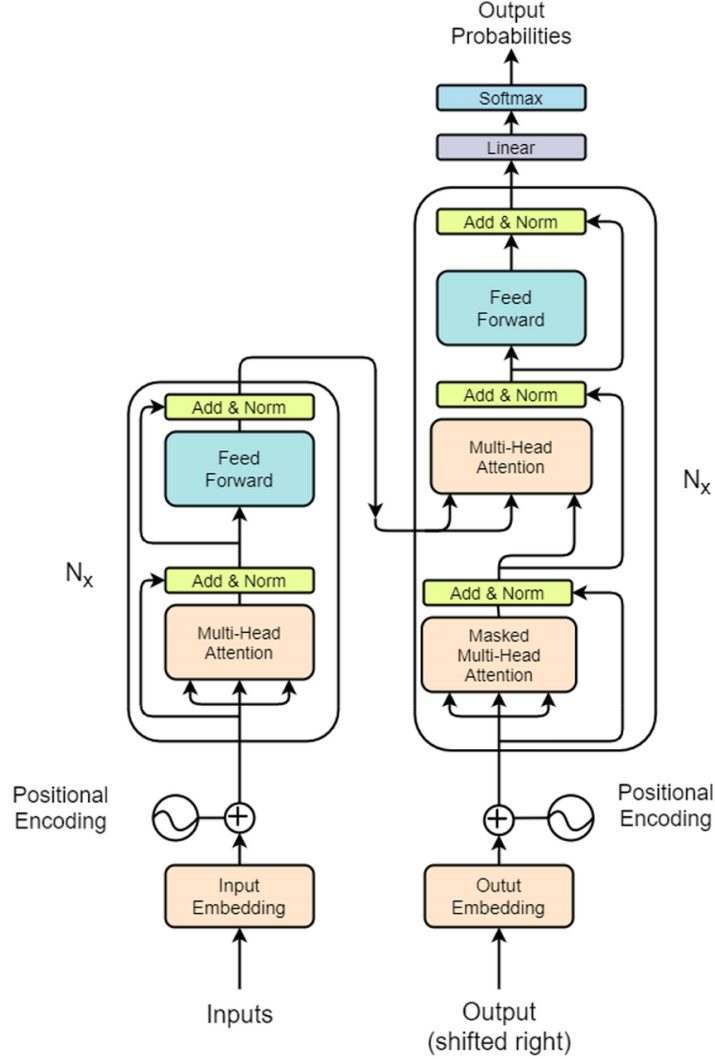 Output
Probabilities
Softmax
Linear
Add & Norm
Feed
Forward
Add & Norm
Multi-Head
Attention
Nx
Add & Norm
Masked
Multi-Head
Attention
Add & Norm
Feed
Forward
Nx
Add & Norm
Multi-Head
Attention
Positional
Encoding
Positional
Encoding
Input
Embedding
Outut
Embedding
Inputs
Output
(shifted right)